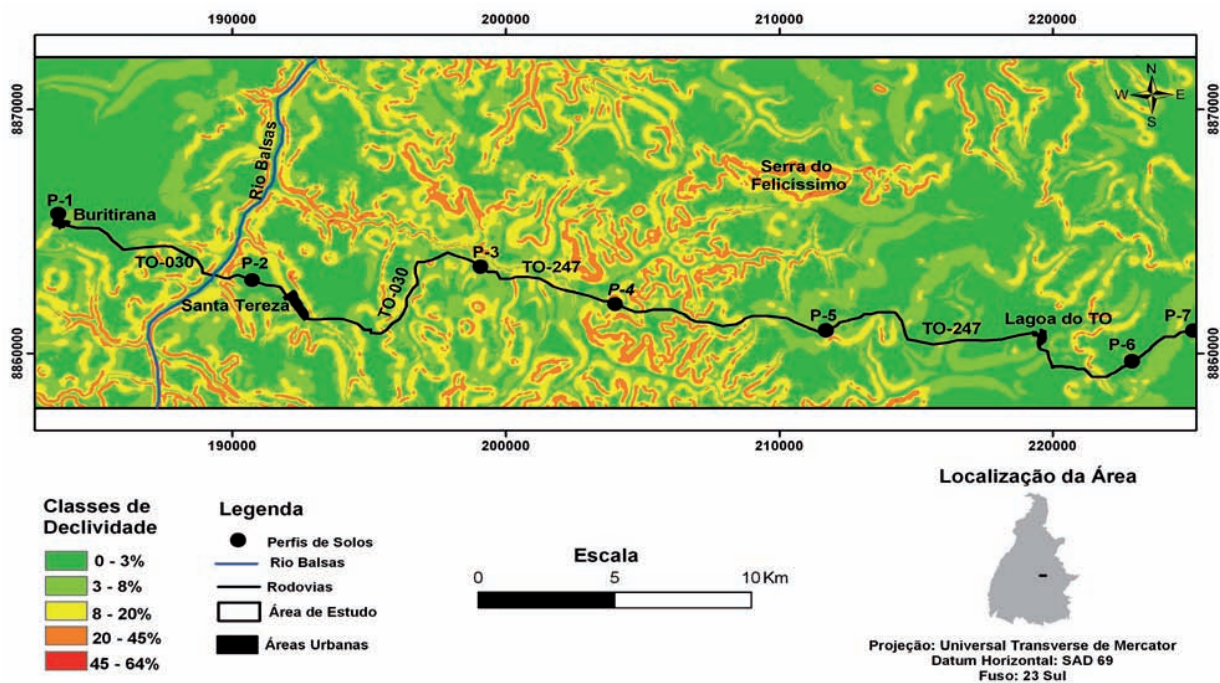 190000 200000 210000 220000
8870000
8870000
N
W E
S
Rio Balsas
Serra do
Felicíssimo
P-1
Buritirana
TO-030
P-2
Santa Tereza
TO-030
P-3
TO-247
P-4
P-5
TO-247
Lagoa do TO
P-6
P-7
8860000
8860000
190000 200000 210000 220000
Classes de
Declividade
0 - 3%
3 - 8%
8 - 20%
20 - 45%
45 - 64%
Legenda
Perfis de Solos
Rio Balsas
Rodovias
Área de Estudo
Áreas Urbanas
Escala
0 5 10 Km
Localização da Área
Projeção: Universal Transverse de Mercator
Datum Horizontal: SAD 69
Fuso: 23 Sul